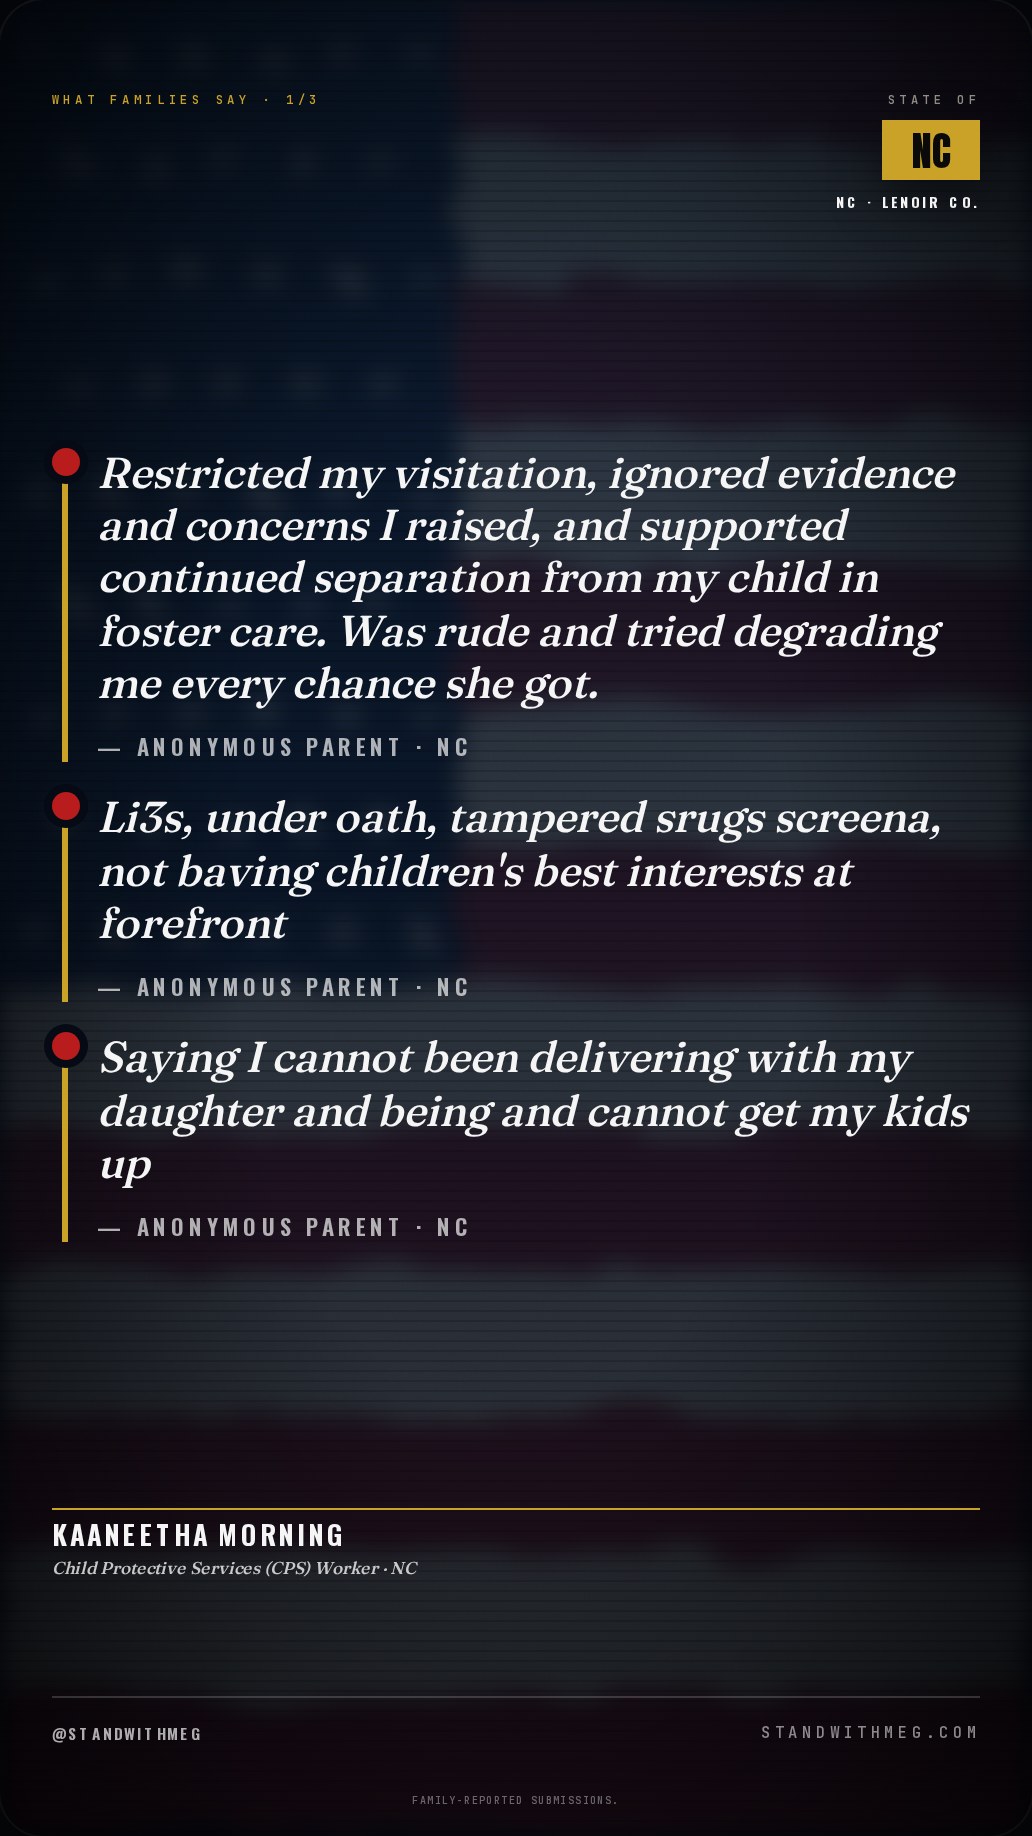 WHAT FAMILIES SAY · 1/3
STATE OF
NC
NC · LENOIR CO.
Restricted my visitation, ignored evidence
and concerns I raised, and supported
continued separation from my child in
foster care. Was rude and tried degrading
me every chance she got.
— ANONYMOUS PARENT · NC
Li3s, under oath, tampered srugs screena,
not baving children's best interests at
forefront
— ANONYMOUS PARENT · NC
Saying I cannot been delivering with my
daughter and being and cannot get my kids
up
— ANONYMOUS PARENT · NC
KAANEETHA MORNING
Child Protective Services (CPS) Worker · NC
@STANDWITHMEG
STANDWITHMEG.COM
FAMILY-REPORTED SUBMISSIONS.